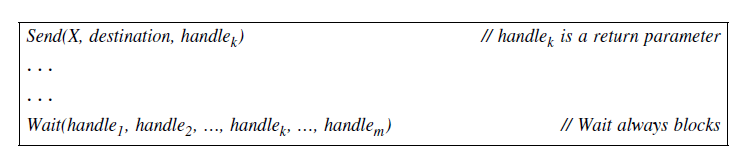 Send(X, destination, handlek) // handlek is a return parameter
. . .
. . .
Wait(handle1, handle2, ..., handlek, ..., handlem) // Wait always blocks